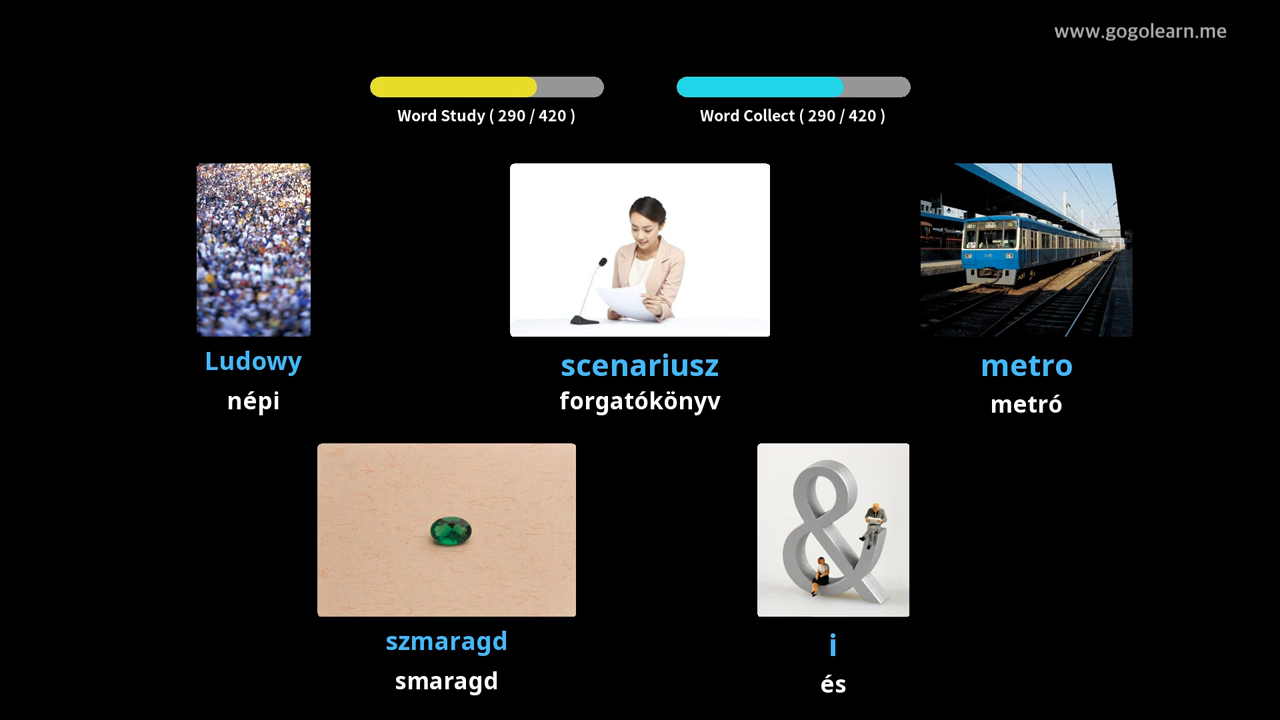 www.gogolearn.me
Word Study ( 290 / 420 )
Word Collect ( 290 / 420 )
Ludowy
népi
scenariusz
forgatókönyv
metro
metró
szmaragd
smaragd
i
és